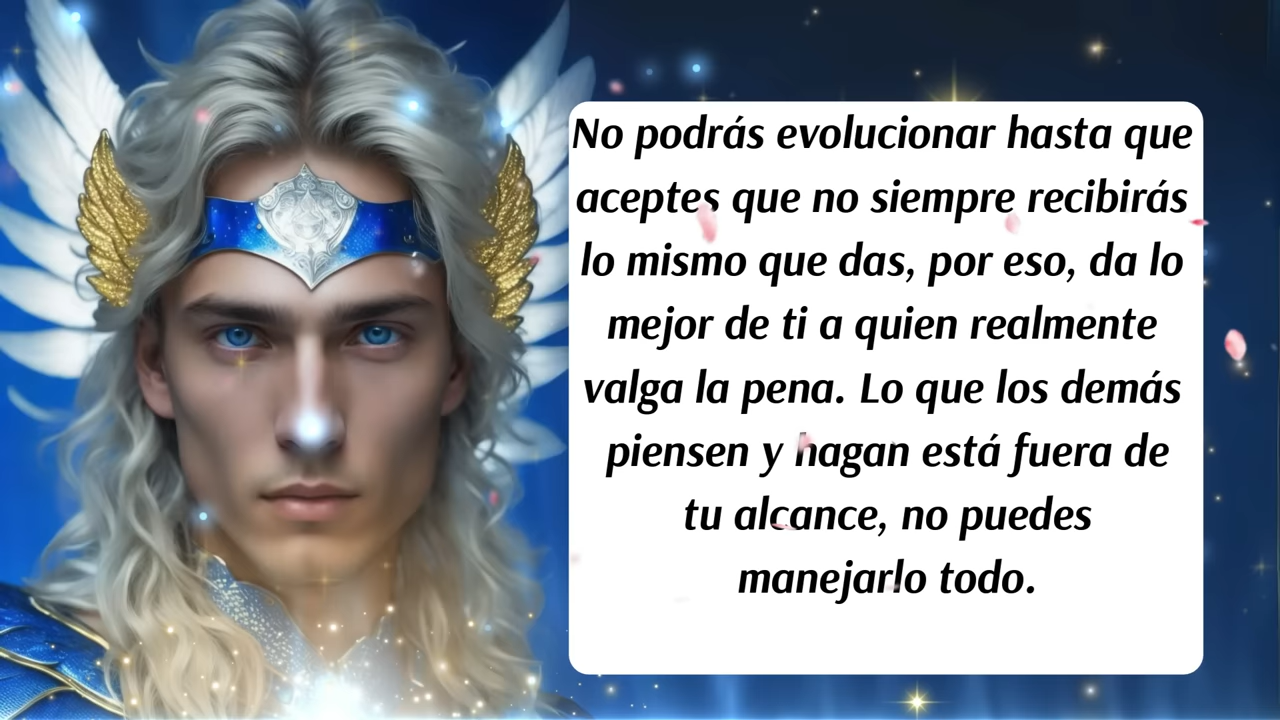 No podrás evolucionar hasta que
aceptes que no siempre recibirás
lo mismo que das, por eso, da lo
mejor de ti a quien realmente
valga la pena. Lo que los demás
piensen y hagan está fuera de
tu alcance, no puedes
manejarlo todo.